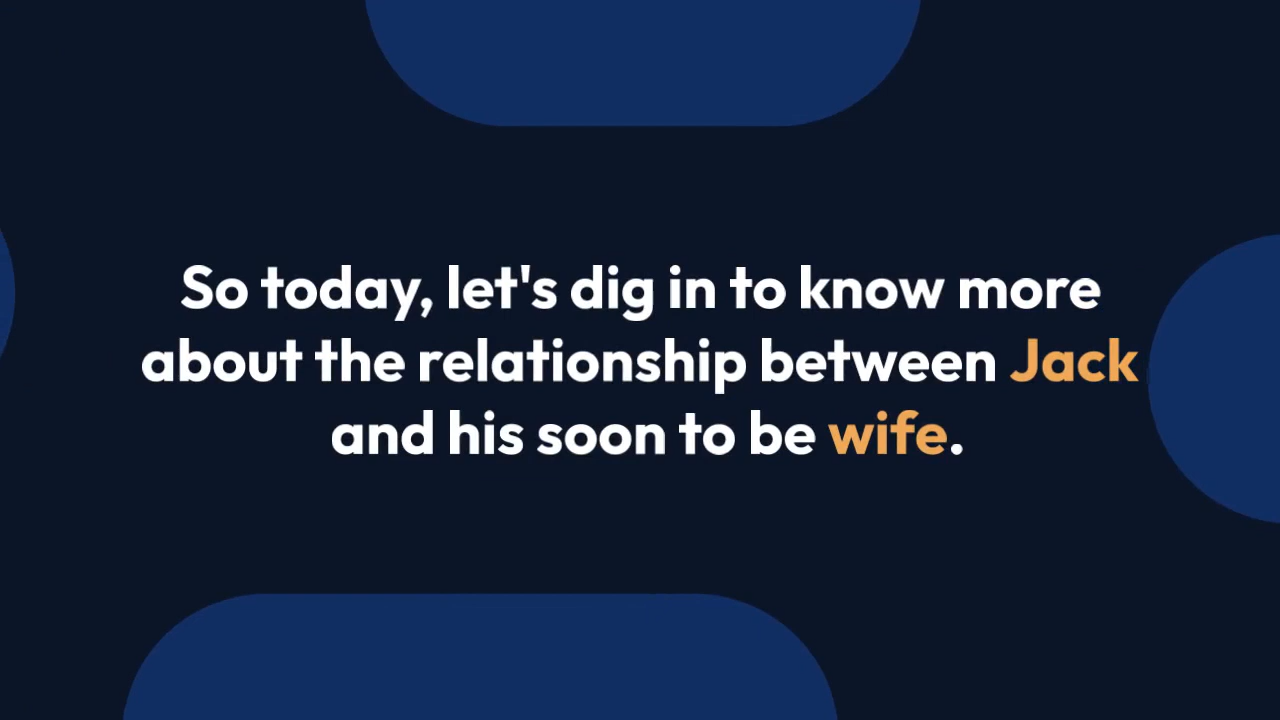 So today, let's dig in to know more
about the relationship between Jack
and his soon to be wife.